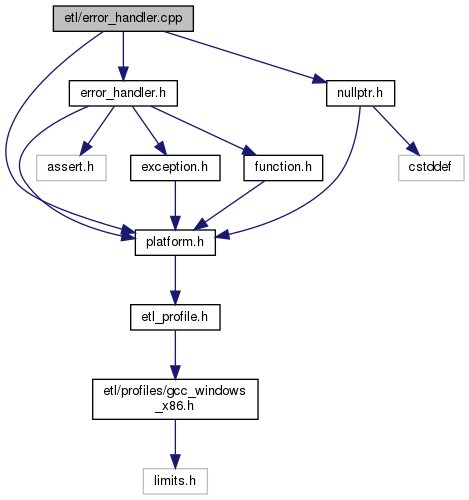 etl/error_handler.cpp
error_handler.h
nullptr.h
assert.h
exception.h
function.h
cstddef
platform.h
etl_profile.h
etl/profiles/gcc_windows
_x86.h
limits.h